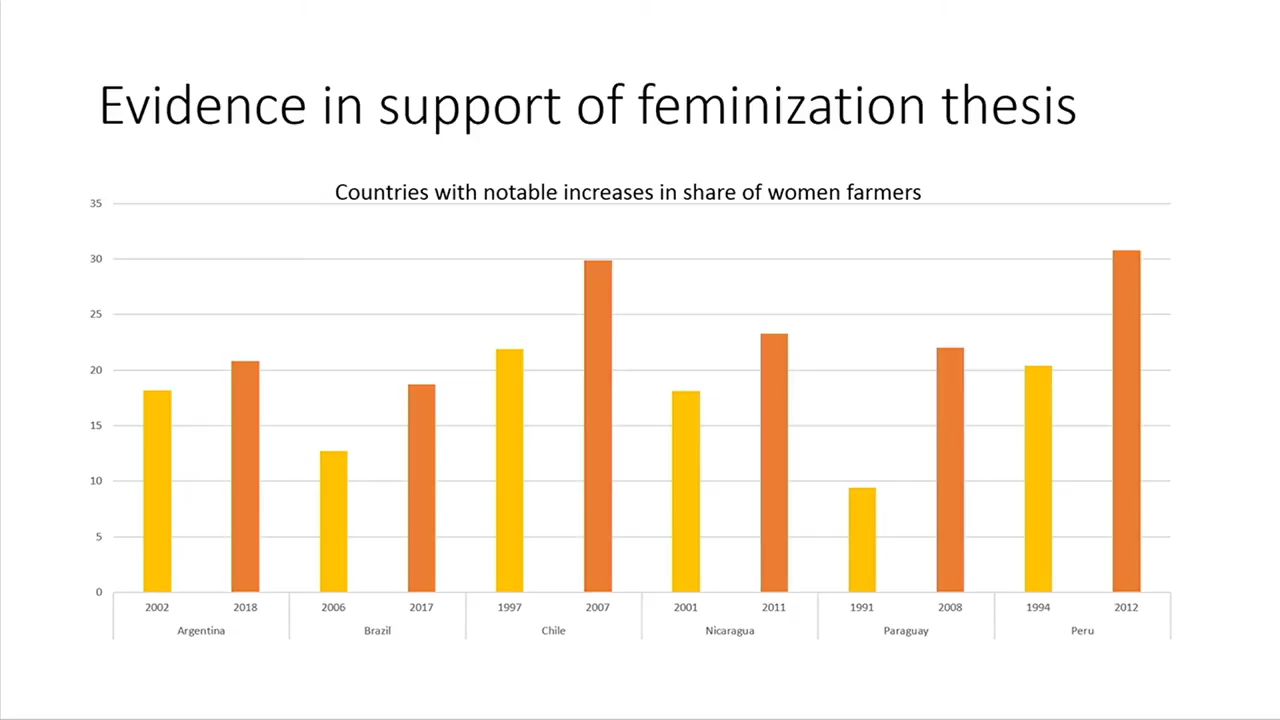 Evidence in support of feminization thesis
Countries with notable increases in share of women farmers
35
30
25
20
15
10
5
0
2002 2018 2006 2017 1997 2007 2001 2011 1991 2008 1994 2012
Argentina Brazil Chile Nicaragua Paraguay Peru